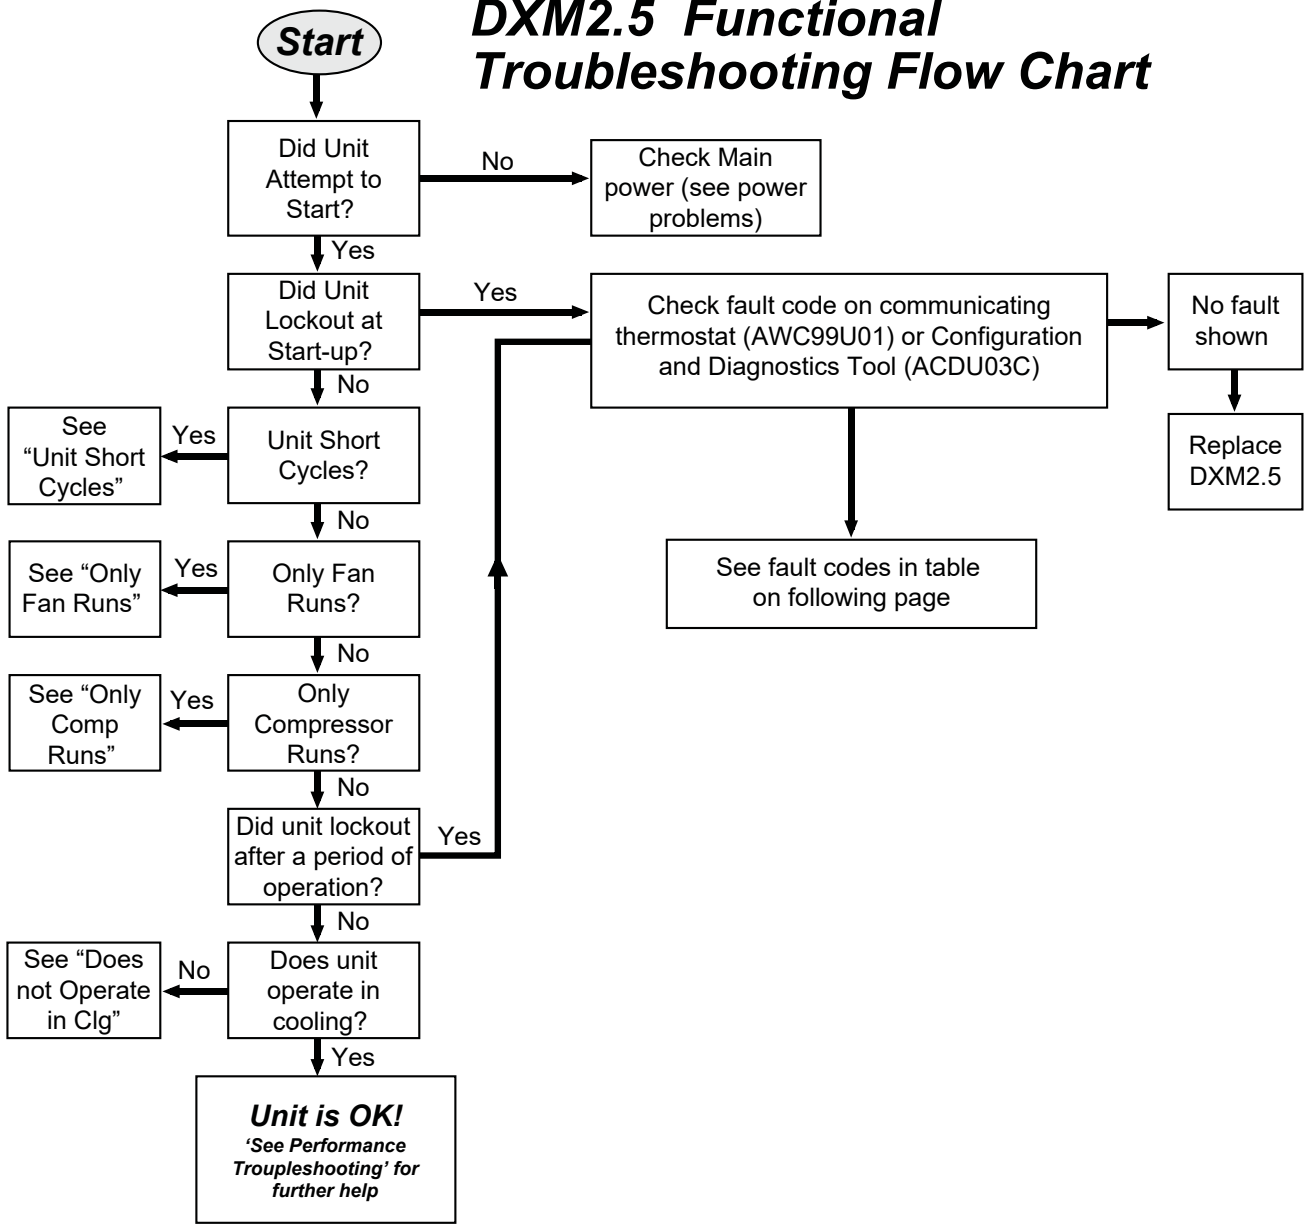 DXM2.5 Functional
Troubleshooting Flow Chart
Start
Did Unit
Attempt to
Start?
No
Check Main
power (see power
problems)
Yes
Did Unit
Lockout at
Start-up?
Yes
Check fault code on communicating
thermostat (AWC99U01) or Configuration
and Diagnostics Tool (ACDU03C)
No fault
shown
Replace
DXM2.5
See fault codes in table
on following page
No
Unit Short
Cycles?
Yes
See
“Unit Short
Cycles”
No
Only Fan
Runs?
Yes
See “Only
Fan Runs”
No
Only
Compressor
Runs?
Yes
See “Only
Comp
Runs”
No
Did unit lockout
after a period of
operation?
Yes
No
Does unit
operate in
cooling?
No
See “Does
not Operate
in Clg”
Yes
Unit is OK!
‘See Performance
Troupleshooting’ for
further help